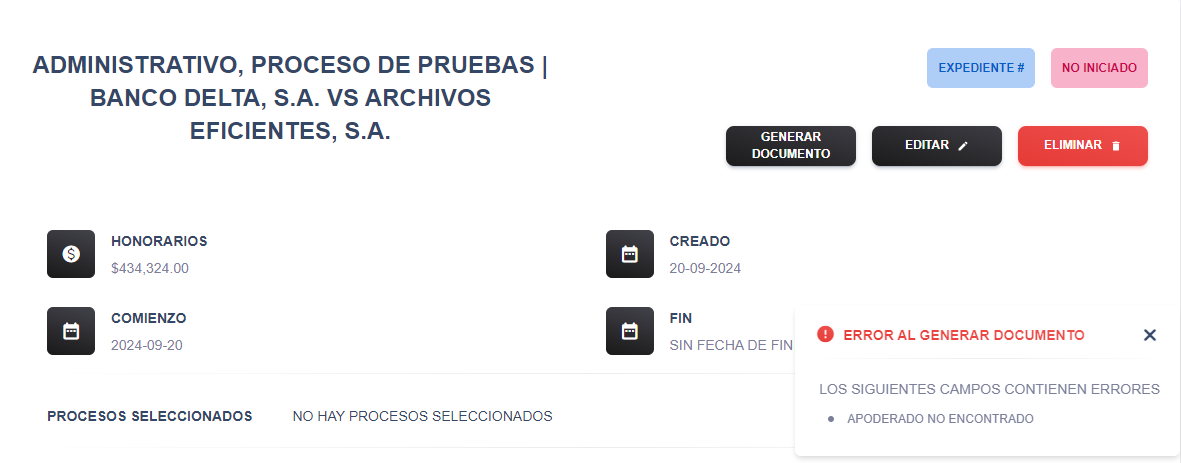 ADMINISTRATIVO, PROCESO DE PRUEBAS |
BANCO DELTA, S.A. VS ARCHIVOS
EFICIENTES, S.A.
EXPEDIENTE #
NO INICIADO
GENERAR
DOCUMENTO
EDITAR
ELIMINAR
HONORARIOS
$434,324.00
CREADO
20-09-2024
COMIENZO
2024-09-20
FIN
SIN FECHA DE FIN
PROCESOS SELECCIONADOS
NO HAY PROCESOS SELECCIONADOS
ERROR AL GENERAR DOCUMENTO
LOS SIGUIENTES CAMPOS CONTIENEN ERRORES
APODERADO NO ENCONTRADO